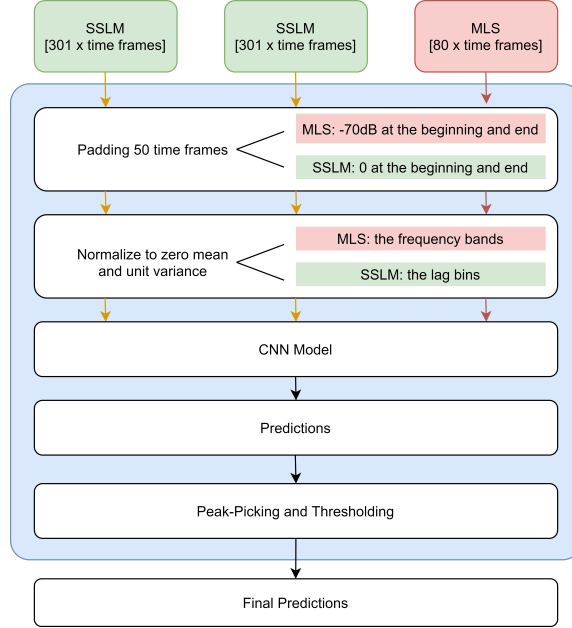 SSLM
[301 x time frames]
SSLM
[301 x time frames]
MLS
[80 x time frames]
Padding 50 time frames
MLS: -70dB at the beginning and end
SSLM: 0 at the beginning and end
Normalize to zero mean
and unit variance
MLS: the frequency bands
SSLM: the lag bins
CNN Model
Predictions
Peak-Picking and Thresholding
Final Predictions